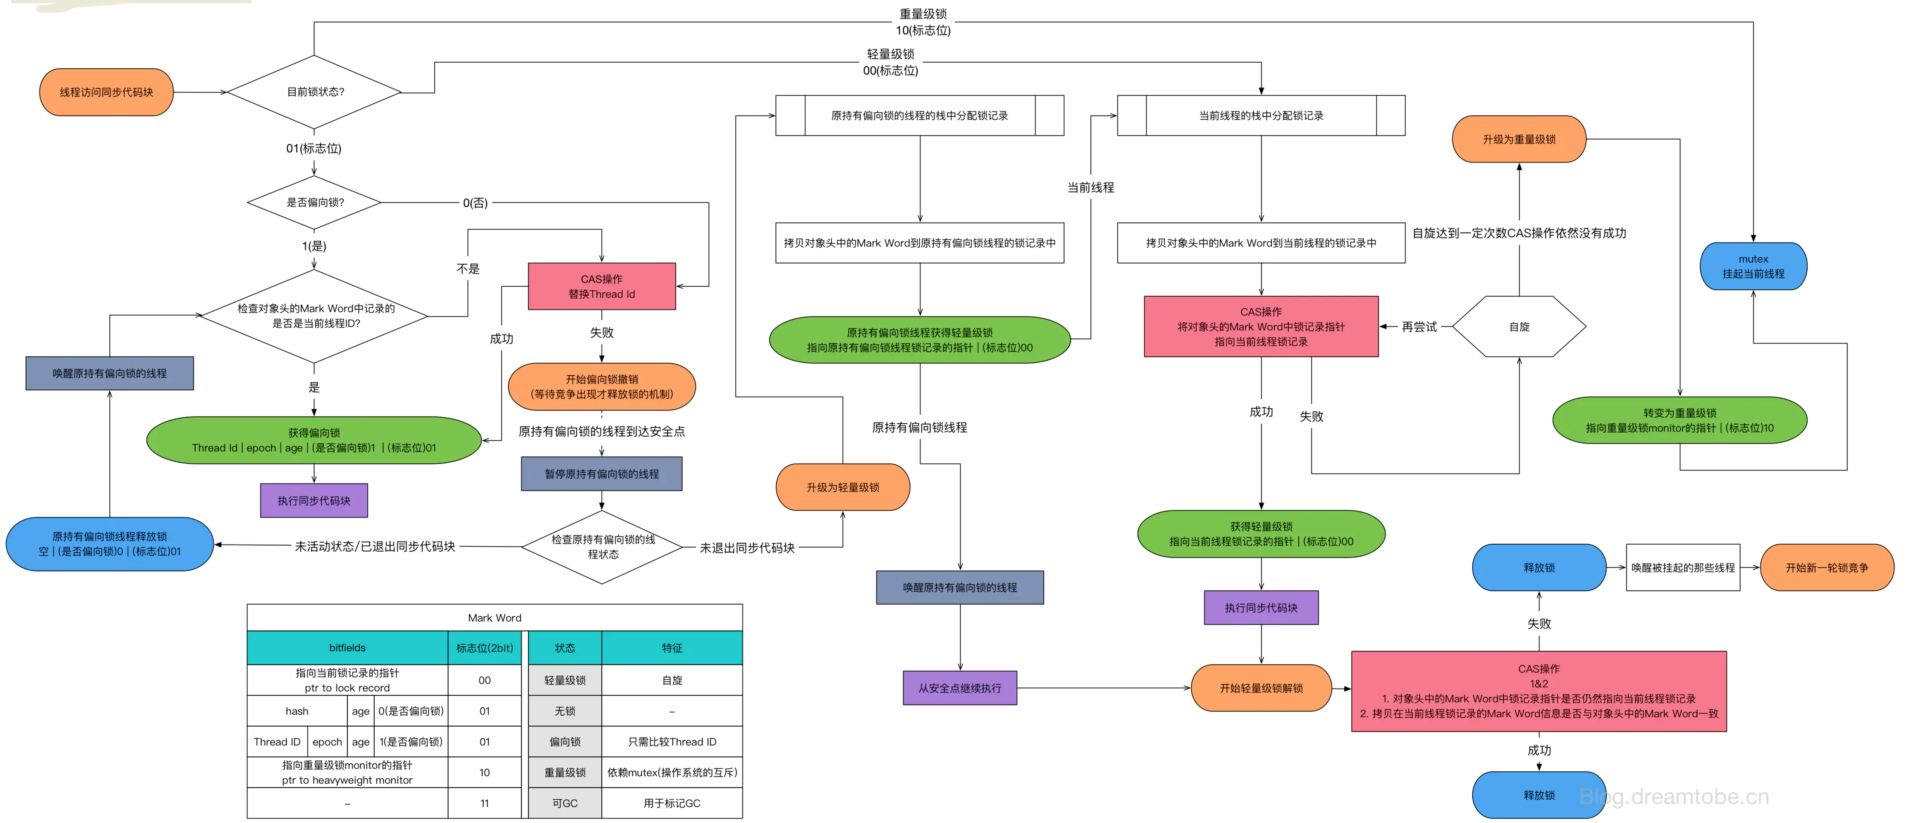 重量级锁
10(标志位)
轻量级锁
00(标志位)
线程访问同步代码块
目前锁状态?
01(标志位)
是否偏向锁?
0(否)
1(是)
不是
检查对象头的Mark Word中记录的
是否是当前线程ID?
CAS操作
替换Thread Id
成功
失败
是
唤醒原持有偏向锁的线程
获得偏向锁
Thread Id | epoch | age | (是否偏向锁)1 | (标志位)01
执行同步代码块
开始偏向锁撤销
(等待竞争出现才释放锁的机制)
原持有偏向锁的线程到达安全点
暂停原持有偏向锁的线程
检查原持有偏向锁的线
程状态
未活动状态/已退出同步代码块
未退出同步代码块
原持有偏向锁线程释放锁
空 | (是否偏向锁)0 | (标志位)01
升级为轻量级锁
原持有偏向锁的线程的栈中分配锁记录
拷贝对象头中的Mark Word到原持有偏向锁线程的锁记录中
原持有偏向锁线程获得轻量级锁
指向原持有偏向锁线程锁记录的指针 | (标志位)00
当前线程
原持有偏向锁线程
唤醒原持有偏向锁的线程
从安全点继续执行
当前线程的栈中分配锁记录
拷贝对象头中的Mark Word到当前线程的锁记录中
CAS操作
将对象头的Mark Word中锁记录指针
指向当前线程锁记录
再尝试
自旋
自旋达到一定次数CAS操作依然没有成功
升级为重量级锁
mutex
挂起当前线程
转变为重量级锁
指向重量级锁monitor的指针 | (标志位)10
成功
失败
获得轻量级锁
指向当前线程锁记录的指针 | (标志位)00
执行同步代码块
开始轻量级锁解锁
CAS操作
1&2
1. 对象头中的Mark Word中锁记录指针是否仍然指向当前线程锁记录
2. 拷贝在当前线程锁记录的Mark Word信息是否与对象头中的Mark Word一致
失败
释放锁
唤醒被挂起的那些线程
开始新一轮锁竞争
成功
释放锁
Blog.dreamtobe.cn
Mark Word
bitfields 标志位(2bit) 状态 特征
指向当前锁记录的指针
ptr to lock record 00 轻量级锁 自旋
hash age 0(是否偏向锁) 01 无锁 –
Thread ID epoch age 1(是否偏向锁) 01 偏向锁 只需比较Thread ID
指向重量级锁monitor的指针
ptr to heavyweight monitor 10 重量级锁 依赖mutex(操作系统的互斥)
– 11 可GC 用于标记GC